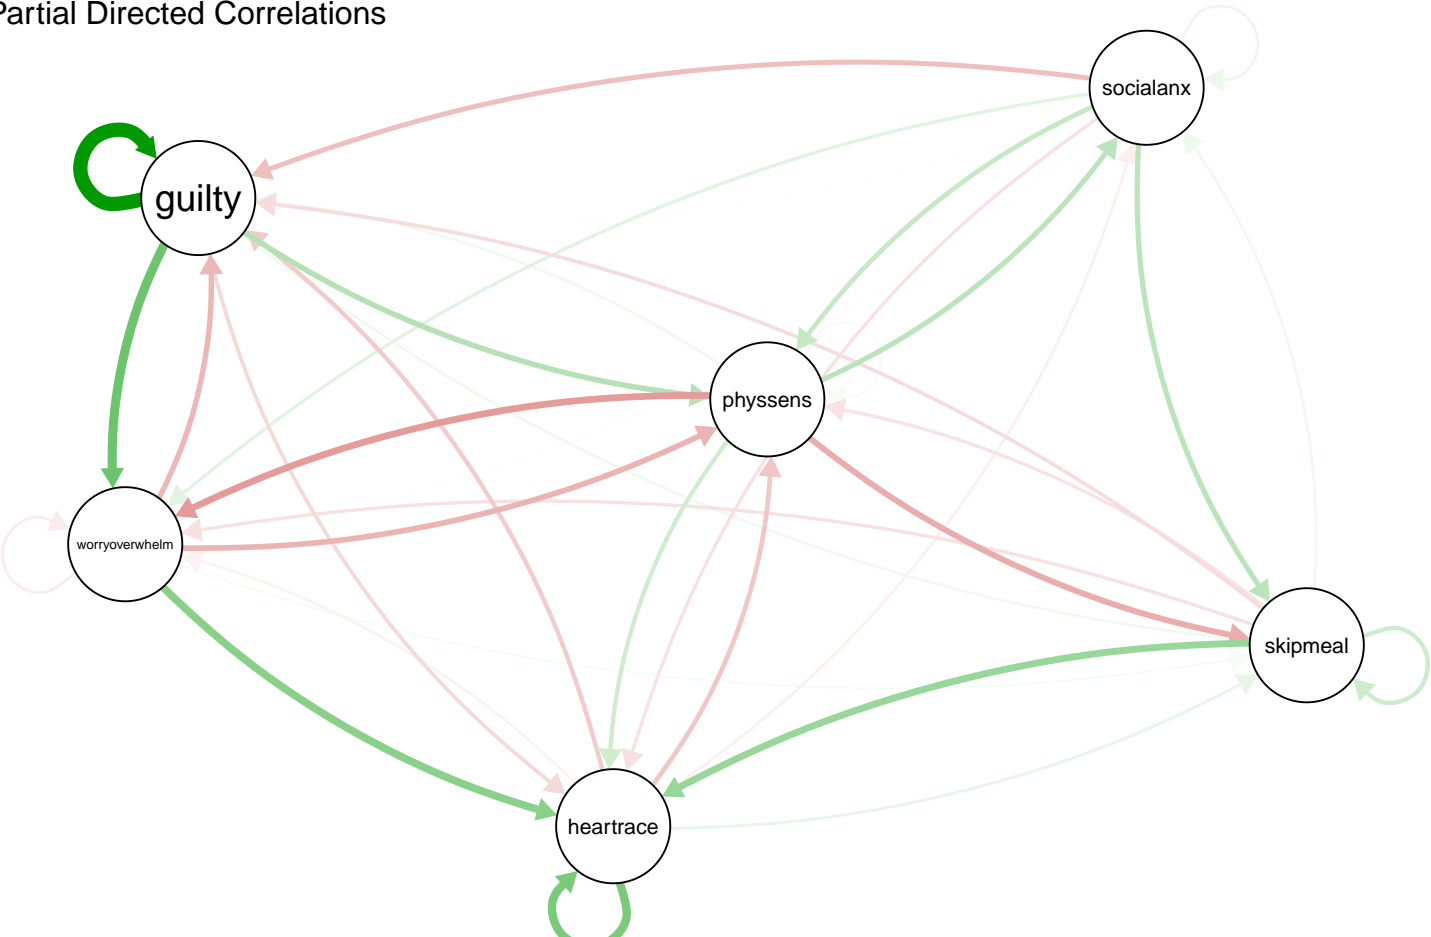 Partial Directed Correlations
socialanx
guilty
physsens
worryoverwhelm
skipmeal
heartrace